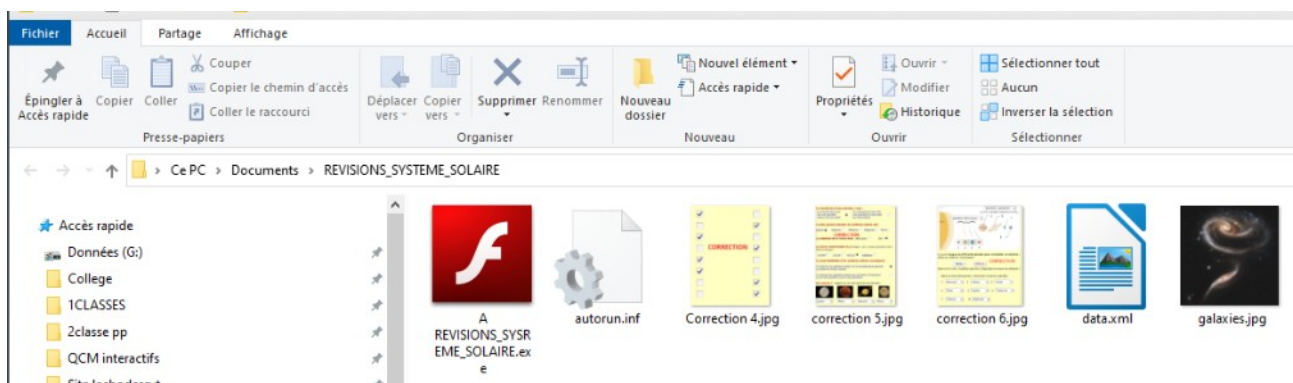 Fichier Accueil Partage Affichage
Épingler à Accès rapide
Copier
Coller
Couper
Copier le chemin d'accès
Coller le raccourci
Presse-papiers
Déplacer vers
Copier vers
Supprimer
Renommer
Organiser
Nouveau dossier
Nouvel élément
Accès rapide
Nouveau
Propriétés
Ouvrir
Modifier
Historique
Ouvrir
Sélectionner tout
Aucun
Inverser la sélection
Sélectionner
Ce PC > Documents > REVISIONS_SYSTEME_SOLAIRE
Accès rapide
Données (G:)
College
1CLASSES
2classe pp
QCM interactifs
CORRECTION
CORRECTION
CORRECTION
A
REVISIONS_SYSR
EME_SOLAIRE.ex
e
autorun.inf
Correction 4.jpg
correction 5.jpg
correction 6.jpg
data.xml
galaxies.jpg